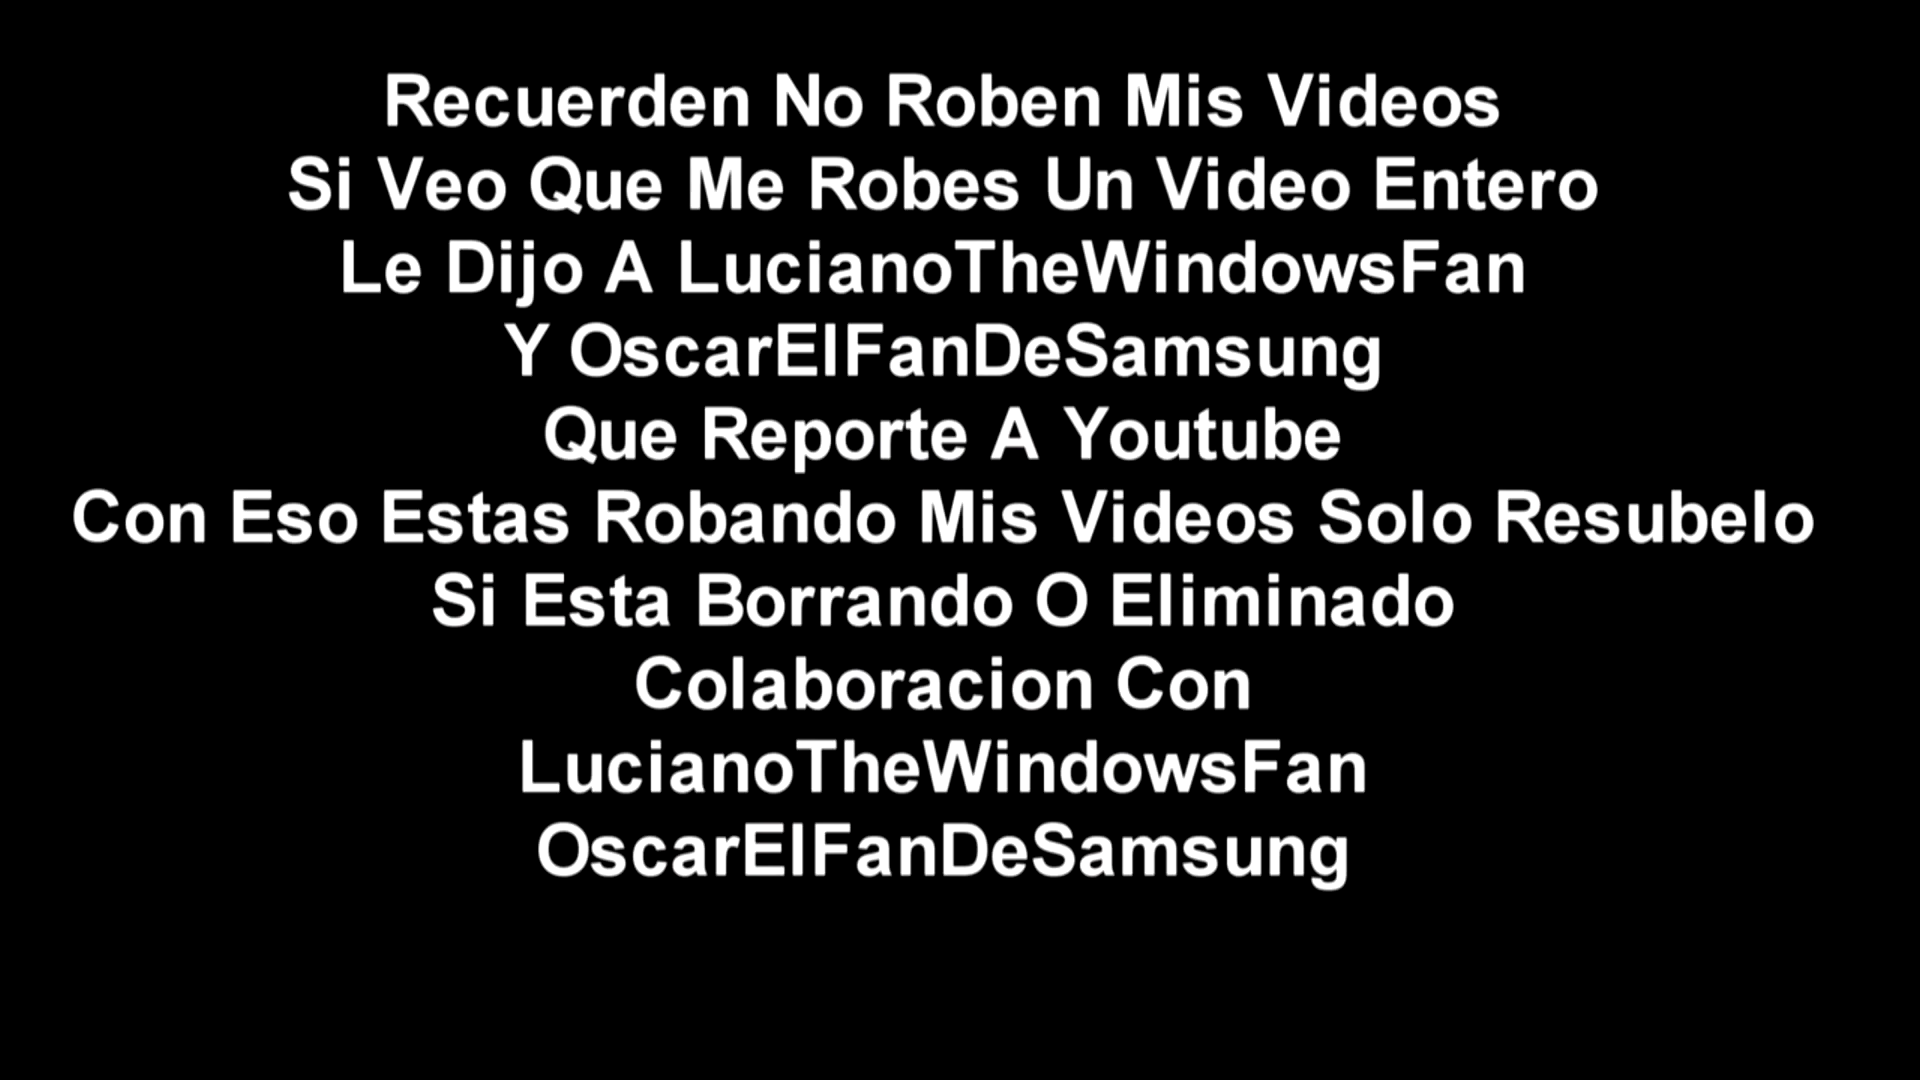 Recuerden No Roben Mis Videos
Si Veo Que Me Robes Un Video Entero
Le Dijo A LucianoTheWindowsFan
Y OscarElFanDeSamsung
Que Reporte A Youtube
Con Eso Estas Robando Mis Videos Solo Resubelo
Si Esta Borrando O Eliminado
Colaboracion Con
LucianoTheWindowsFan
OscarElFanDeSamsung